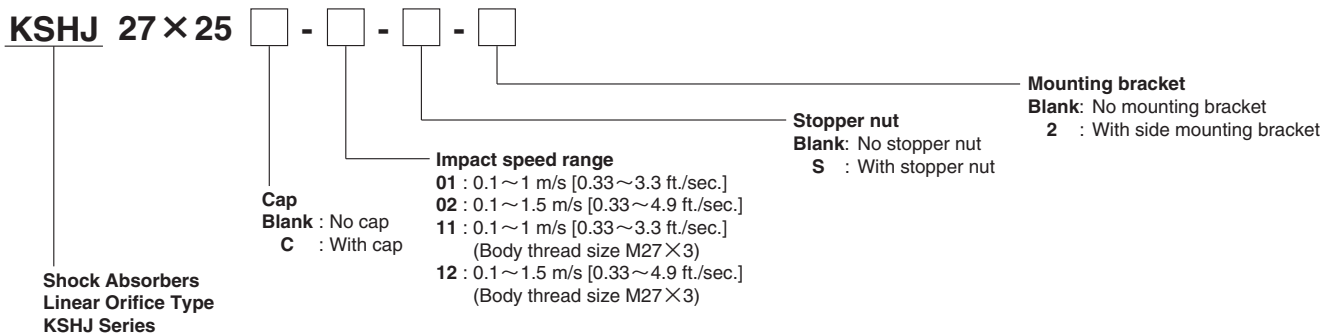 KSHJ 27×25 □ - □ - □ - □
Mounting bracket
Blank: No mounting bracket
2 : With side mounting bracket
Stopper nut
Blank: No stopper nut
S : With stopper nut
Impact speed range
01 : 0.1～1 m/s [0.33～3.3 ft./sec.]
02 : 0.1～1.5 m/s [0.33～4.9 ft./sec.]
11 : 0.1～1 m/s [0.33～3.3 ft./sec.]
(Body thread size M27×3)
12 : 0.1～1.5 m/s [0.33～4.9 ft./sec.]
(Body thread size M27×3)
Cap
Blank : No cap
C : With cap
Shock Absorbers
Linear Orifice Type
KSHJ Series